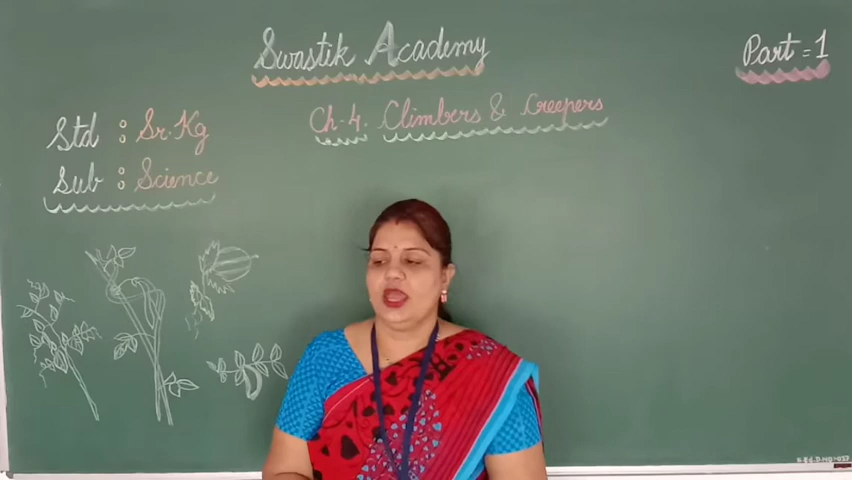 Swastik Academy
Part = 1
Std : Sr. Kg
Ch-4. Climbers & Creepers
Sub : Science